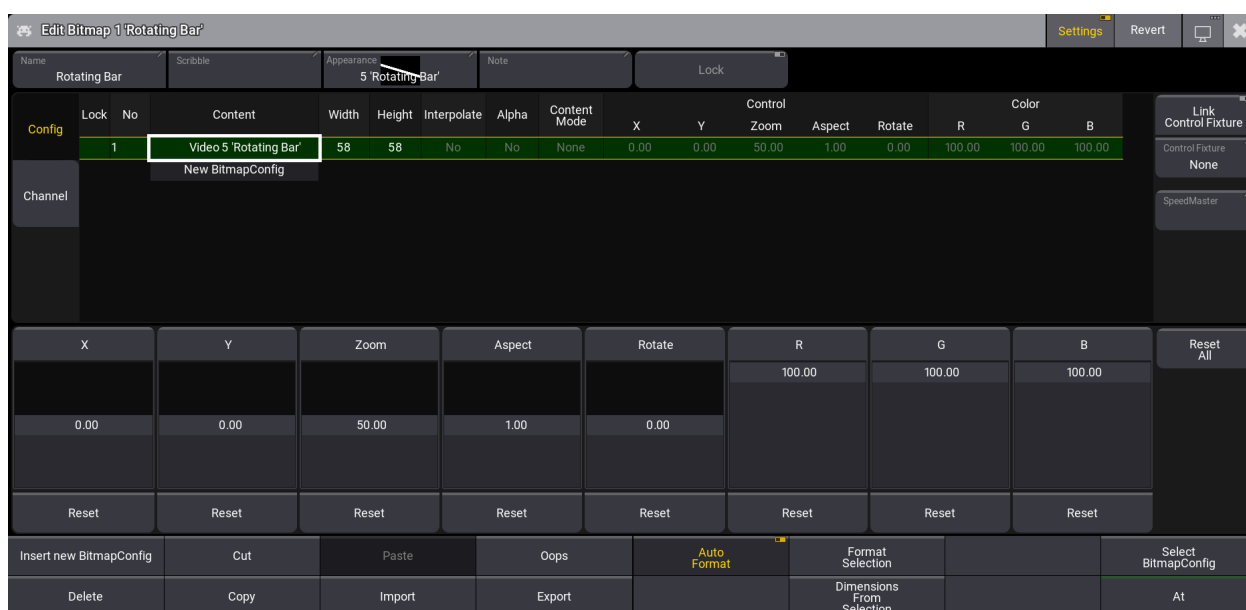 Edit Bitmap 1 'Rotating Bar'
Settings
Revert
Name
Rotating Bar
Scribble
Appearance
5 'Rotating Bar'
Note
Lock
Config
Channel
Lock No Content Width Height Interpolate Alpha Content Mode Control X Y Zoom Aspect Rotate Color R G B
1 Video 5 'Rotating Bar' 58 58 No No None 0.00 0.00 50.00 1.00 0.00 100.00 100.00 100.00
New BitmapConfig
Link
Control Fixture
Control Fixture
None
SpeedMaster
X Y Zoom Aspect Rotate R G B
Reset
All
100.00 100.00 100.00
0.00 0.00 50.00 1.00 0.00
Reset Reset Reset Reset Reset Reset Reset Reset
Insert new BitmapConfig Cut Paste Oops
Auto
Format
Format
Selection
Select
BitmapConfig
Delete Copy Import Export
Dimensions
From
Selection
At